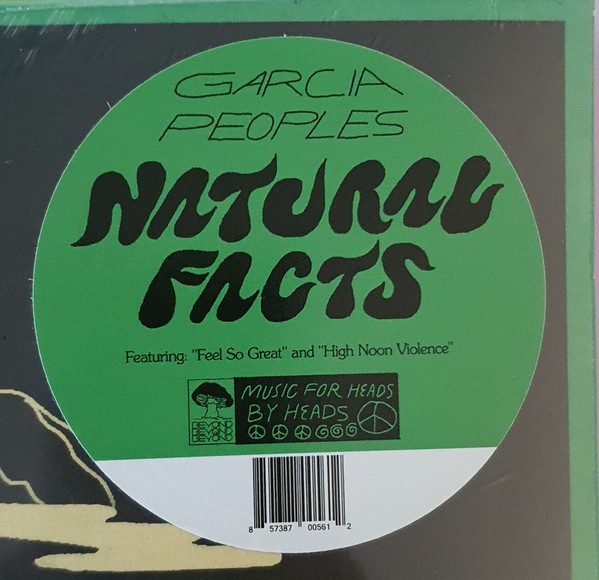 GARCIA
PEOPLES
NATURAL
FACTS
Featuring: "Feel So Great" and "High Noon Violence"
MUSIC FOR HEADS
BY HEADS
BEYOND
BEYOND
BEYOND
8 57387 00561 2